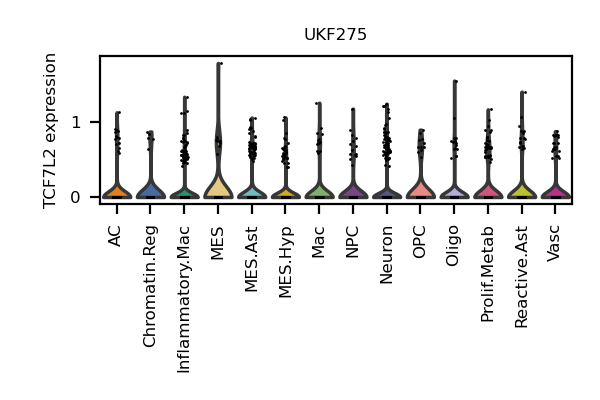 UKF275
TCF7L2 expression
1
0
AC
Chromatin.Reg
Inflammatory.Mac
MES
MES.Ast
MES.Hyp
Mac
NPC
Neuron
OPC
Oligo
Prolif.Metab
Reactive.Ast
Vasc